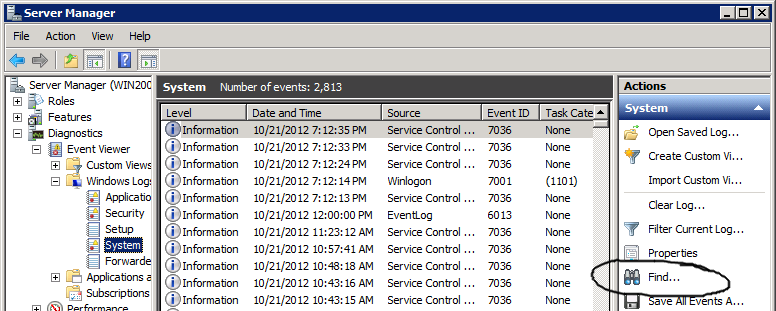 Server Manager
File Action View Help
Server Manager (WIN200
Roles
Features
Diagnostics
Event Viewer
Custom Views
Windows Logs
Applicatio
Security
Setup
System
Forwarde
Applications a
Subscriptions
Performance
System Number of events: 2,813
Level Date and Time Source Event ID Task Cate
Information 10/21/2012 7:12:35 PM Service Control ... 7036 None
Information 10/21/2012 7:12:33 PM Service Control ... 7036 None
Information 10/21/2012 7:12:24 PM Service Control ... 7036 None
Information 10/21/2012 7:12:14 PM Winlogon 7001 (1101)
Information 10/21/2012 7:12:13 PM Service Control ... 7036 None
Information 10/21/2012 12:00:00 PM EventLog 6013 None
Information 10/21/2012 11:23:12 AM Service Control ... 7036 None
Information 10/21/2012 10:57:41 AM Service Control ... 7036 None
Information 10/21/2012 10:48:18 AM Service Control ... 7036 None
Information 10/21/2012 10:43:16 AM Service Control ... 7036 None
Information 10/21/2012 10:43:15 AM Service Control ... 7036 None
Actions
System
Open Saved Log...
Create Custom Vi...
Import Custom Vi...
Clear Log...
Filter Current Log...
Properties
Find...
Save All Events A...